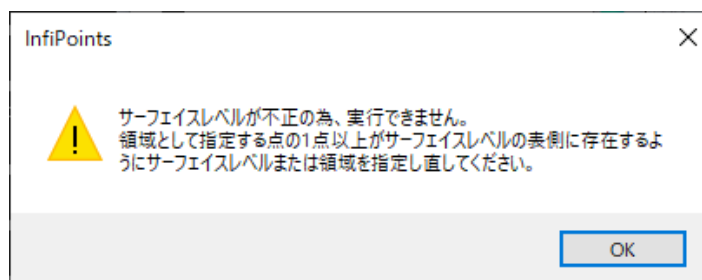 InfiPoints
サーフェイスレベルが不正の為、実行できません。
領域として指定する点の1点以上がサーフェイスレベルの表側に存在するよ
うにサーフェイスレベルまたは領域を指定し直してください。
OK